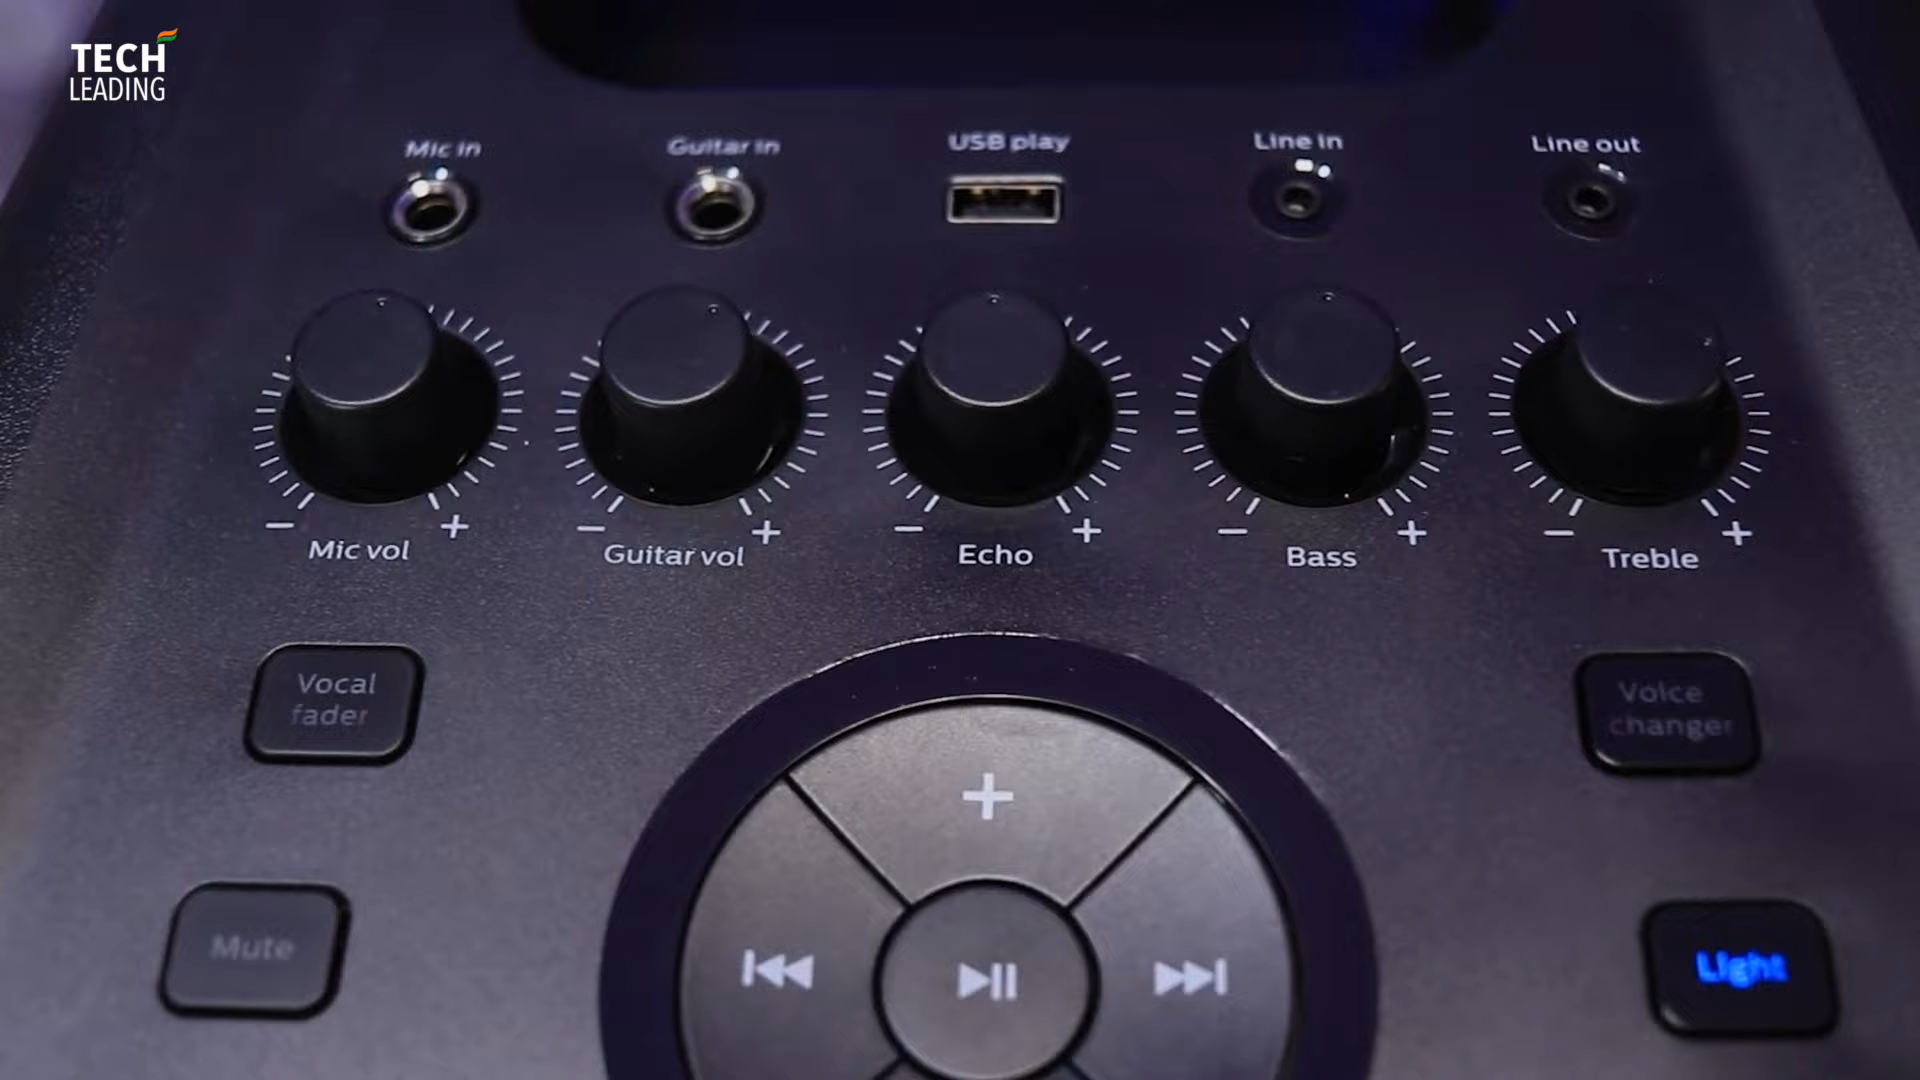 TECH
LEADING
Mic in
Guitar in
USB play
Line in
Line out
− +
Mic vol
− +
Guitar vol
− +
Echo
− +
Bass
− +
Treble
Vocal
fader
Voice
changer
+
Mute
Light